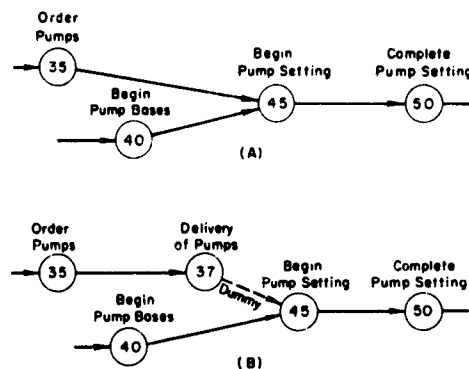 Order
Pumps
35
Begin
Pump Bases
40
Begin
Pump Setting
45
Complete
Pump Setting
50
(A)
Order
Pumps
35
Delivery
of Pumps
37
Dummy
Begin
Pump Bases
40
Begin
Pump Setting
45
Complete
Pump Setting
50
(B)